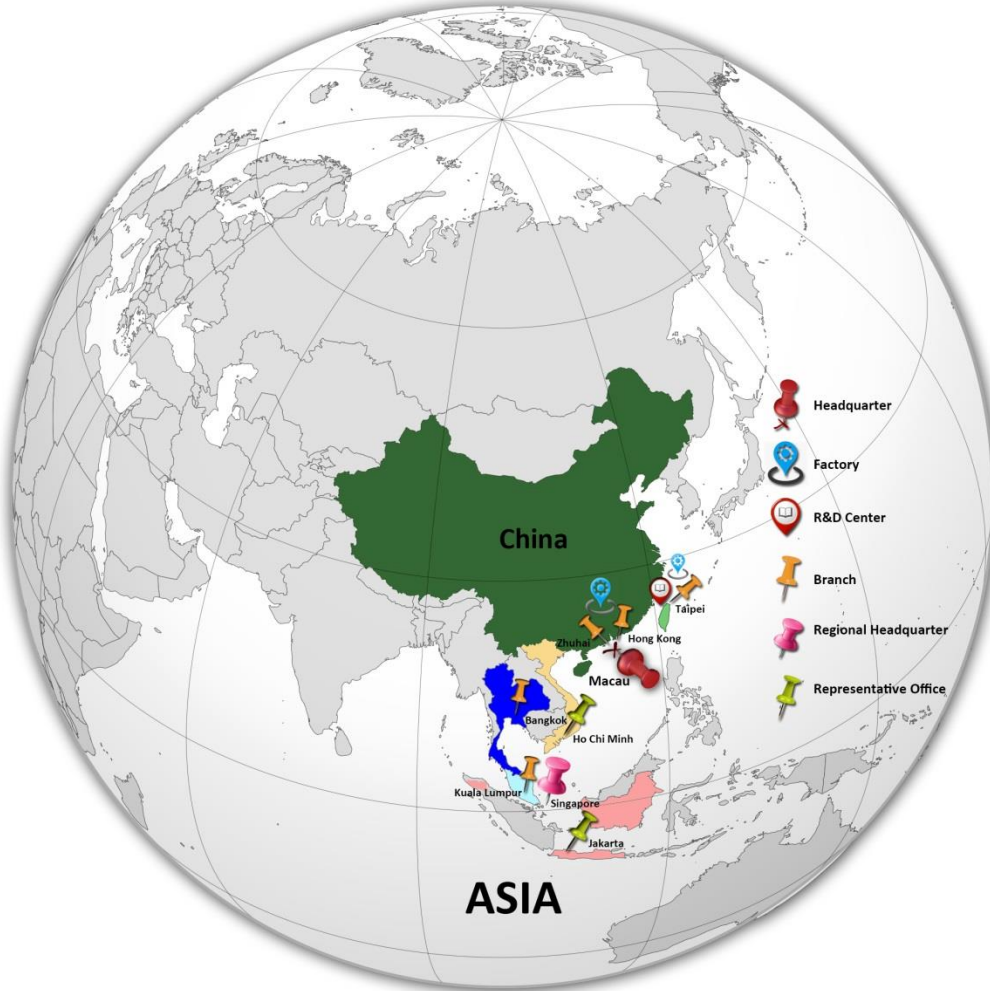 Headquarter
Factory
R&D Center
Branch
Regional Headquarter
Representative Office
China
Taipei
Zhuhai
Hong Kong
Macau
Bangkok
Ho Chi Minh
Kuala Lumpur
Singapore
Jakarta
ASIA